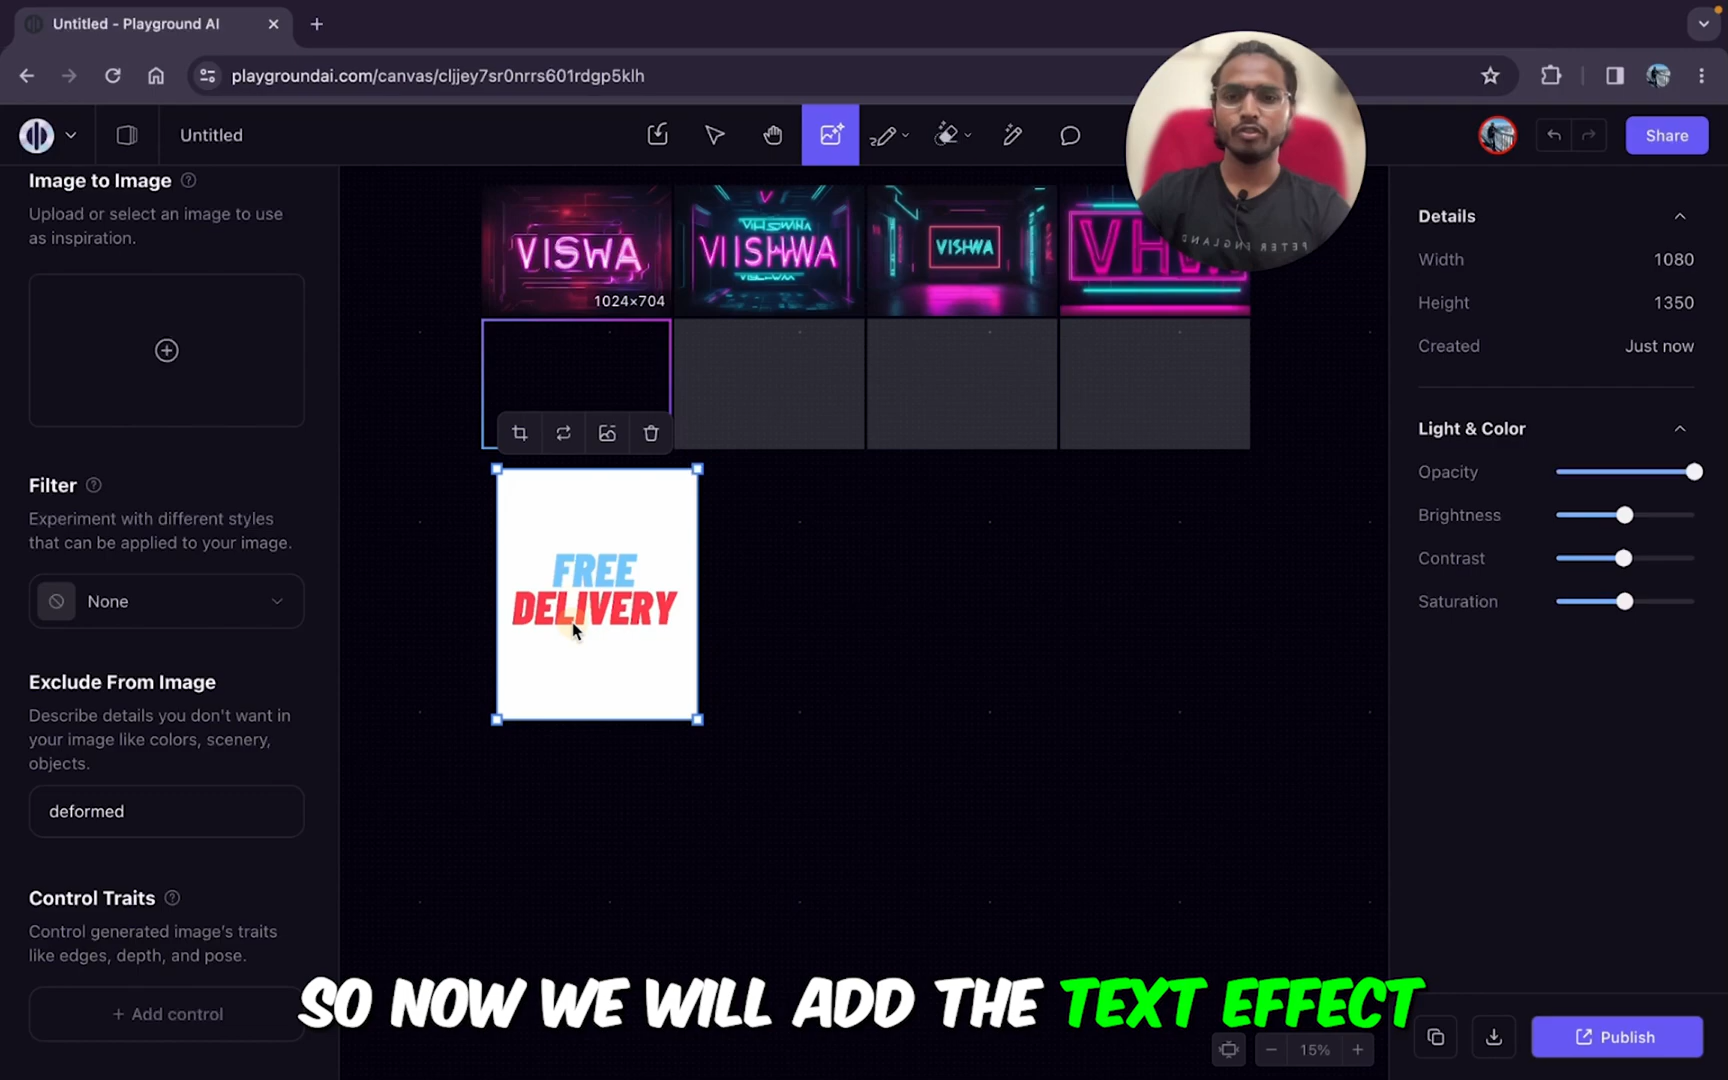 Untitled - Playground AI
playgroundai.com/canvas/cljjey7sr0nrrs601rdgp5klh
Untitled
Share
Image to Image
Upload or select an image to use
as inspiration.
Filter
Experiment with different styles
that can be applied to your image.
None
Exclude From Image
Describe details you don't want in
your image like colors, scenery,
objects.
deformed
Control Traits
Control generated image's traits
like edges, depth, and pose.
+ Add control
VISWA
1024×704
VIISHWA
VISHWA
FREE
DELIVERY
PETER ENGLAND
Details
Width 1080
Height 1350
Created Just now
Light & Color
Opacity
Brightness
Contrast
Saturation
SO NOW WE WILL ADD THE TEXT EFFECT
15%
Publish